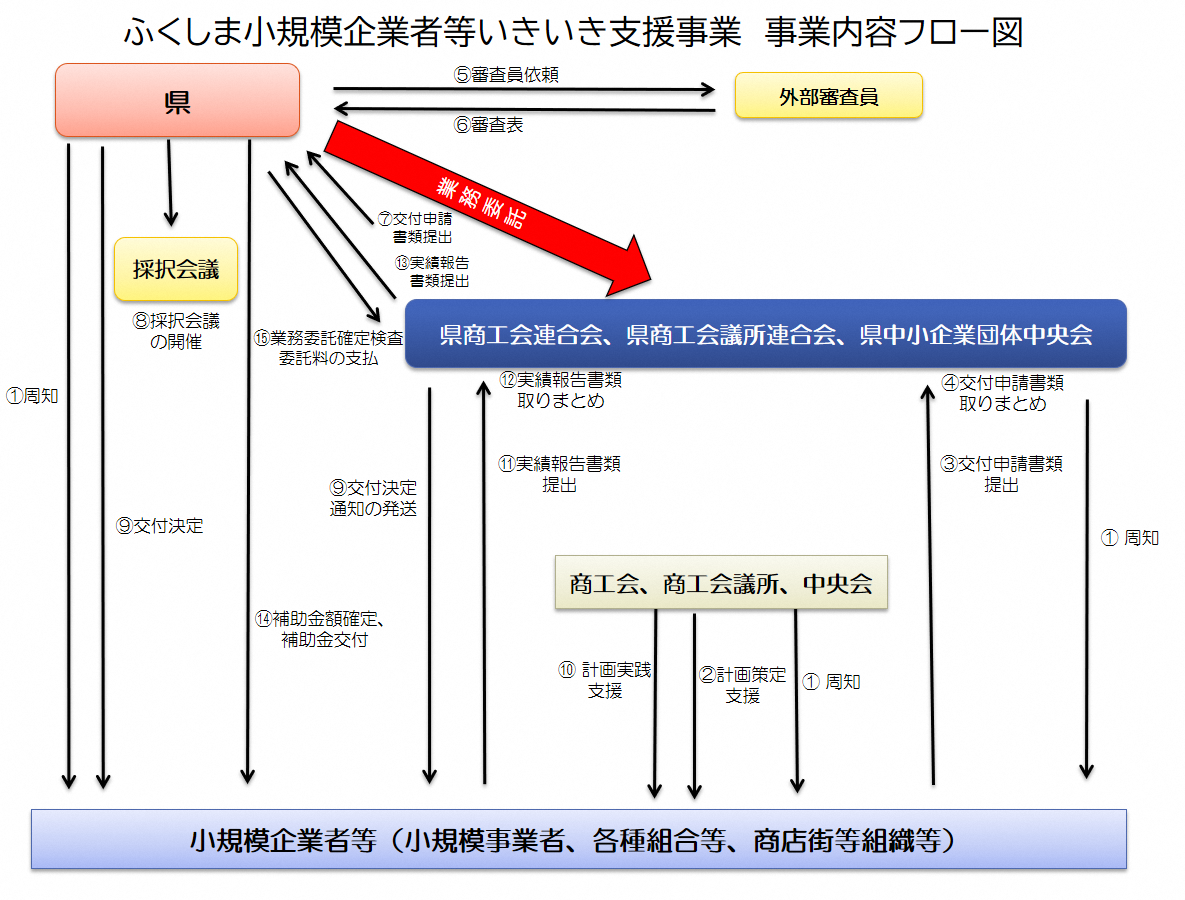 ふくしま小規模企業者等いきいき支援事業　事業内容フロー図
県
⑤審査員依頼
外部審査員
⑥審査表
業務委託
⑦交付申請
書類提出
⑬実績報告
書類提出
採択会議
⑧採択会議
の開催
⑮業務委託確定検査
委託料の支払
県商工会連合会、県商工会議所連合会、県中小企業団体中央会
①周知
⑫実績報告書類
取りまとめ
④交付申請書類
取りまとめ
⑪実績報告書類
提出
③交付申請書類
提出
⑨交付決定
通知の発送
⑨交付決定
① 周知
商工会、商工会議所、中央会
⑭補助金額確定、
補助金交付
⑩ 計画実践
支援
②計画策定
支援
① 周知
小規模企業者等（小規模事業者、各種組合等、商店街等組織等）